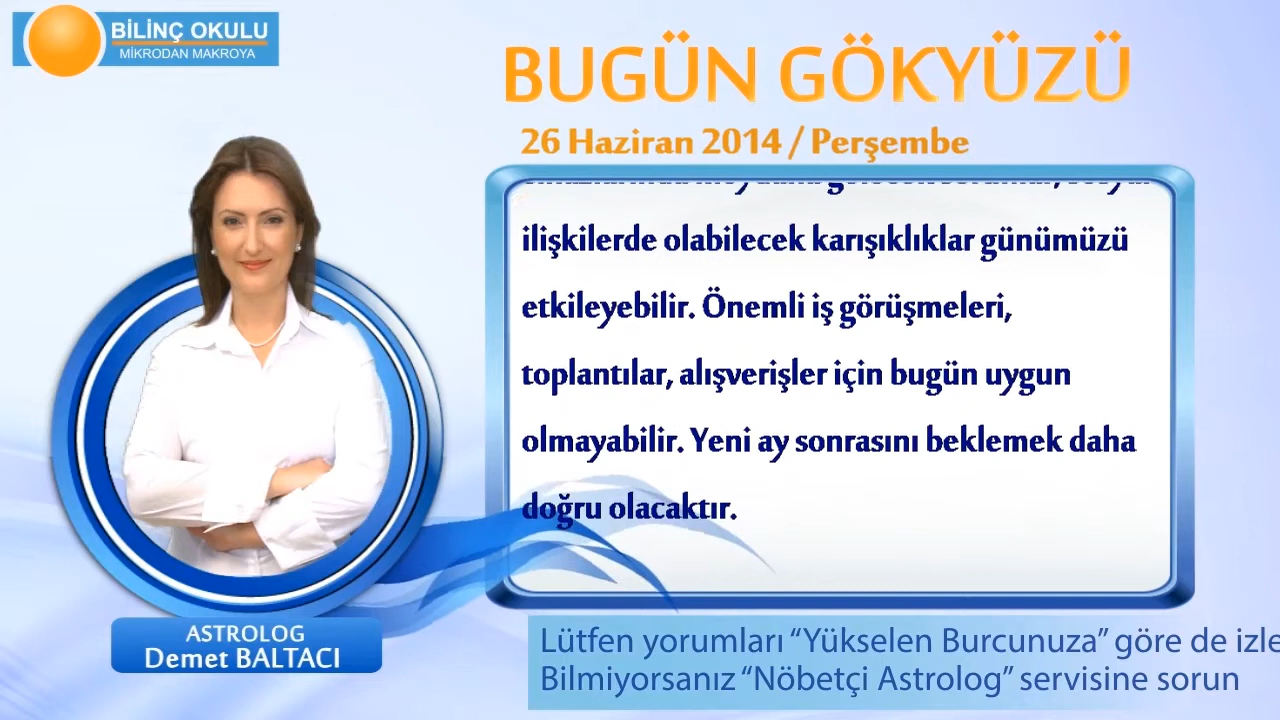 BİLİNÇ OKULU
MİKRODAN MAKROYA
BUGÜN GÖKYÜZÜ
26 Haziran 2014 / Perşembe
ilişkilerde olabilecek karışıklıklar günümüzü
etkileyebilir. Önemli iş görüşmeleri,
toplantılar, alışverişler için bugün uygun
olmayabilir. Yeni ay sonrasını beklemek daha
doğru olacaktır.
ASTROLOG
Demet BALTACI
Lütfen yorumları “Yükselen Burcunuza” göre de izle
Bilmiyorsanız “Nöbetçi Astrolog” servisine sorun